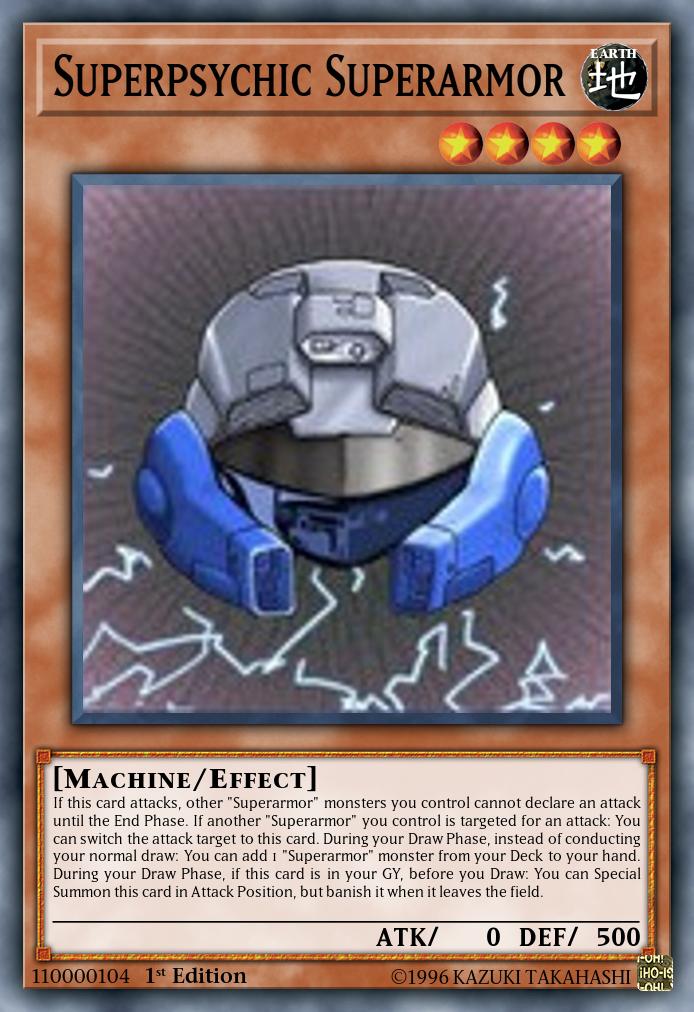 SUPERPSYCHIC SUPERARMOR
EARTH
地
[MACHINE/EFFECT]
If this card attacks, other "Superarmor" monsters you control cannot declare an attack
until the End Phase. If another "Superarmor" you control is targeted for an attack: You
can switch the attack target to this card. During your Draw Phase, instead of conducting
your normal draw: You can add 1 "Superarmor" monster from your Deck to your hand.
During your Draw Phase, if this card is in your GY, before you Draw: You can Special
Summon this card in Attack Position, but banish it when it leaves the field.
ATK/ 0 DEF/ 500
110000104 1st Edition ©1996 KAZUKI TAKAHASHI